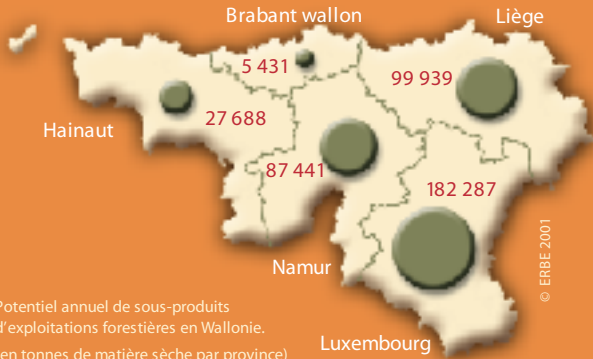 Brabant wallon
Liège
5 431
99 939
27 688
Hainaut
87 441
182 287
© ERBE 2001
Namur
Potentiel annuel de sous-produits
d'exploitations forestières en Wallonie.
Luxembourg
(en tonnes de matière sèche par province)